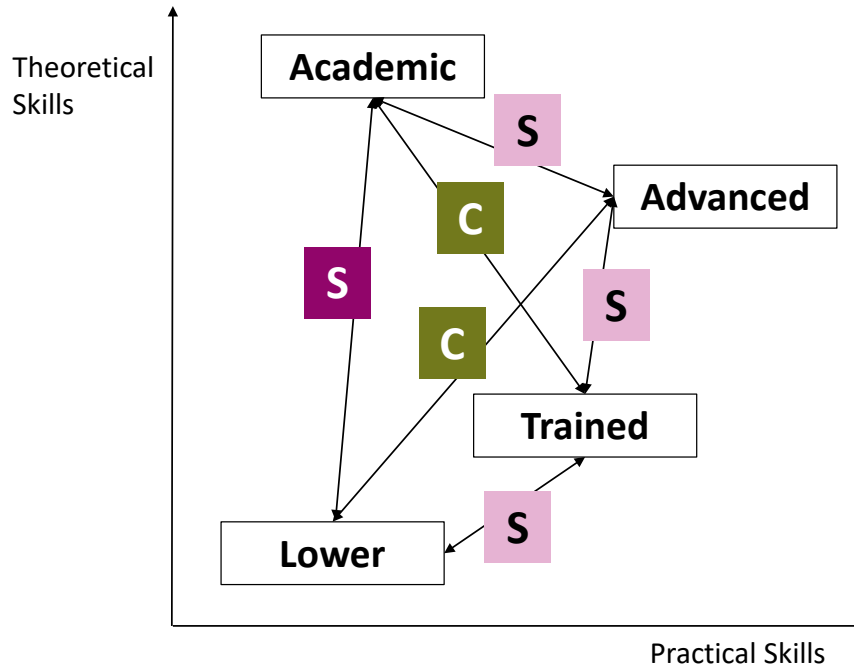 Theoretical
Skills
Academic
S
Advanced
C
S
S
C
Trained
S
Lower
Practical Skills